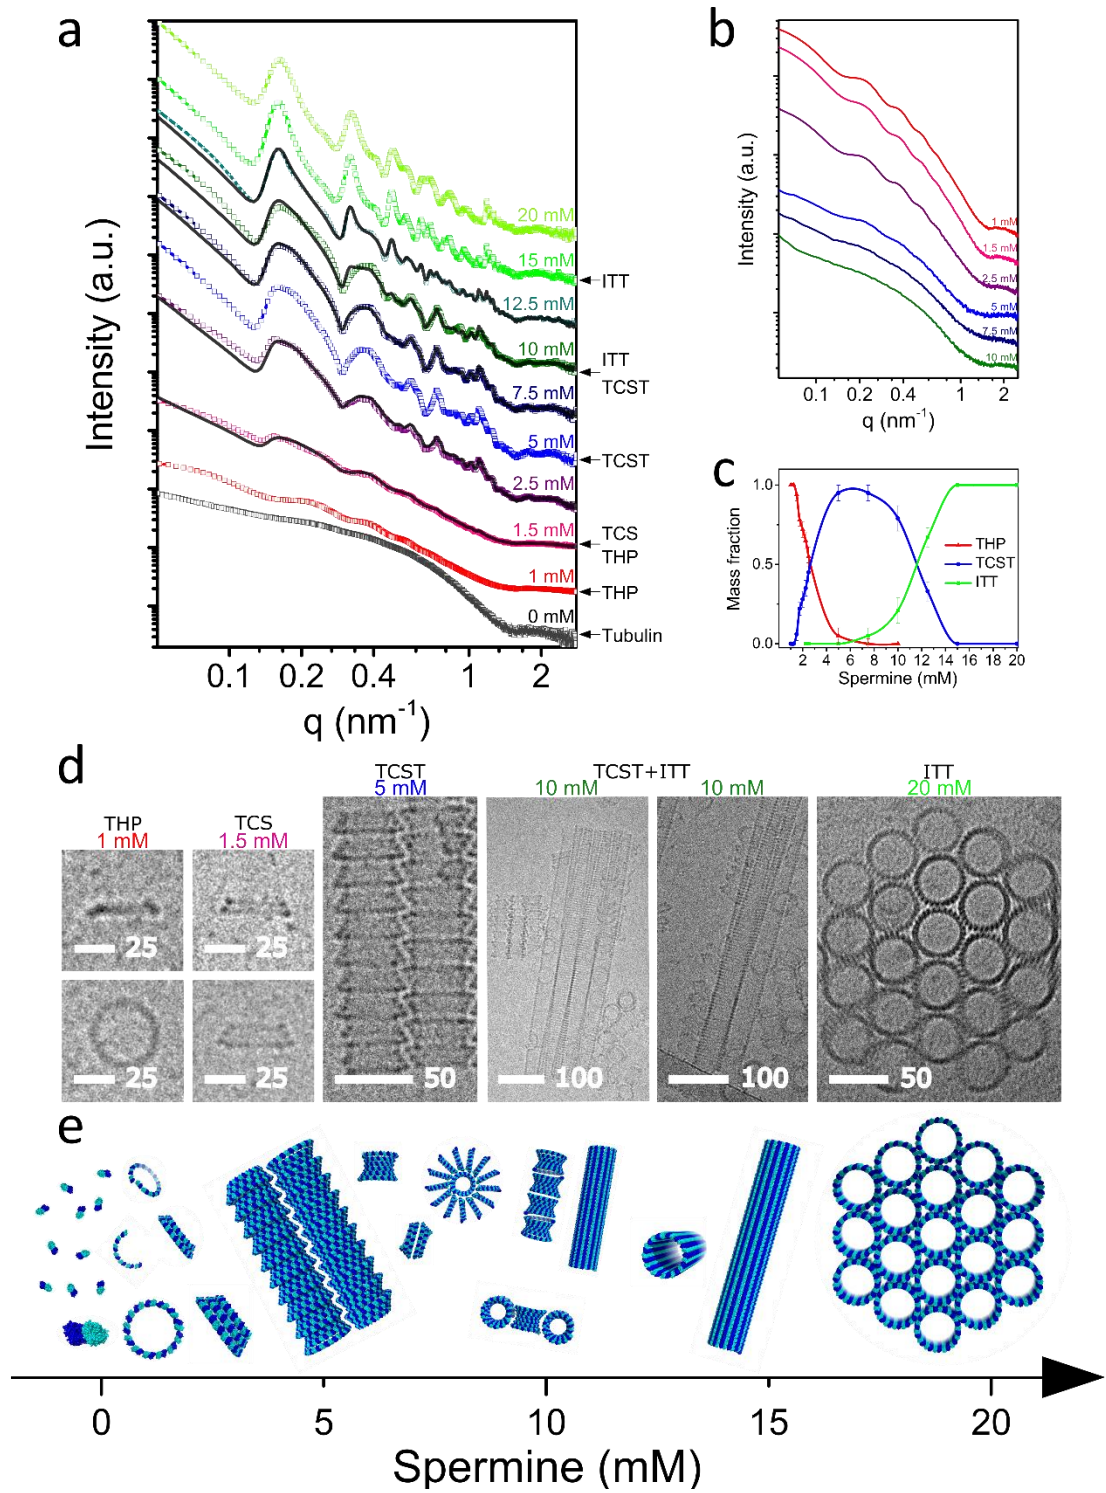 a
Intensity (a.u.)
20 mM
15 mM
12.5 mM
10 mM
7.5 mM
5 mM
2.5 mM
1.5 mM
1 mM
0 mM
ITT
ITT
TCST
TCST
TCS
THP
THP
Tubulin
0.1 0.2 0.4 1 2
q (nm⁻¹)
b
Intensity (a.u.)
1 mM
1.5 mM
2.5 mM
5 mM
7.5 mM
10 mM
0.1 0.2 0.4 1 2
q (nm⁻¹)
c
Mass fraction
1.0
0.5
0.0
THP
TCST
ITT
2 4 6 8 10 12 14 16 18 20
Spermine (mM)
d
THP
1 mM
25
25
TCS
1.5 mM
25
25
TCST
5 mM
50
TCST+ITT
10 mM 10 mM
100 100
ITT
20 mM
50
e
0 5 10 15 20
Spermine (mM)